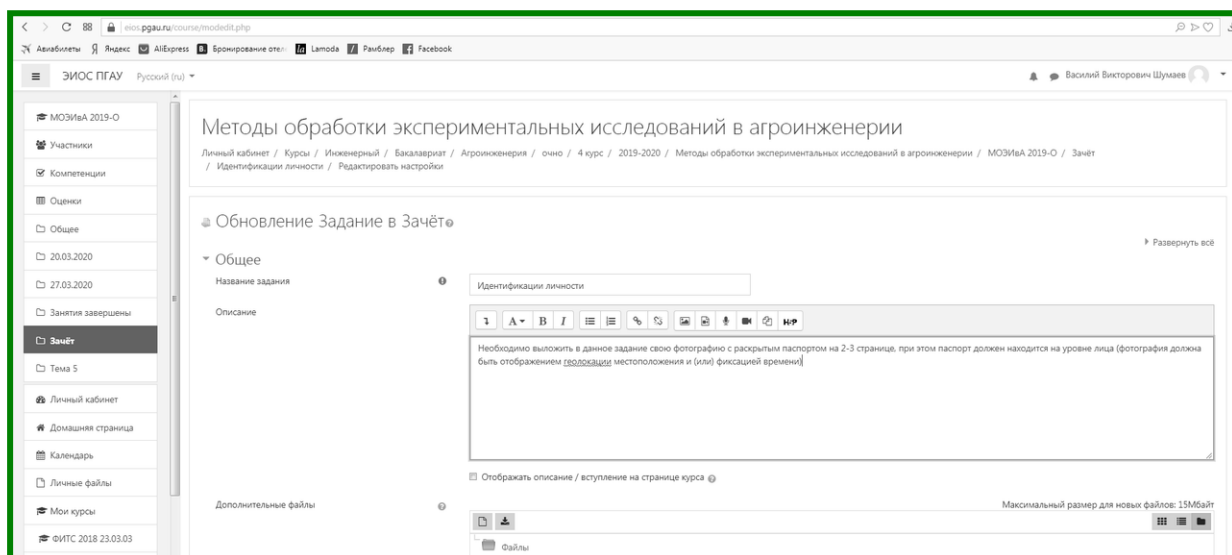 eios.pgau.ru/course/modedit.php
Авиабилеты Яндекс AliExpress Бронирование отел Lamoda Рамблер Facebook
ЭИОС ПГАУ Русский (ru)
Василий Викторович Шумаев
МОЭИвА 2019-О
Участники
Компетенции
Оценки
Общее
20.03.2020
27.03.2020
Занятия завершены
Зачёт
Тема 5
Личный кабинет
Домашняя страница
Календарь
Личные файлы
Мои курсы
ФИТС 2018 23.03.03
Методы обработки экспериментальных исследований в агроинженерии
Личный кабинет / Курсы / Инженерный / Бакалавриат / Агроинженерия / очно / 4 курс / 2019-2020 / Методы обработки экспериментальных исследований в агроинженерии / МОЭИвА 2019-О / Зачёт
/ Идентификации личности / Редактировать настройки
Обновление Задание в Зачёт
Развернуть всё
Общее
Название задания
Идентификации личности
Описание
A B I H-P
Необходимо выложить в данное задание свою фотографию с раскрытым паспортом на 2-3 странице, при этом паспорт должен находится на уровне лица (фотография должна
быть отображением геолокации местоположения и (или) фиксацией времени)
Отображать описание / вступление на странице курса
Дополнительные файлы
Максимальный размер для новых файлов: 15Мбайт
Файлы